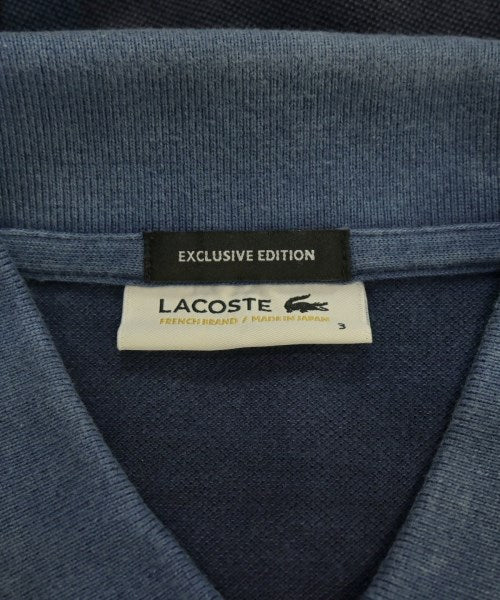 EXCLUSIVE EDITION
LACOSTE
FRENCH BRAND / MADE IN JAPAN
3